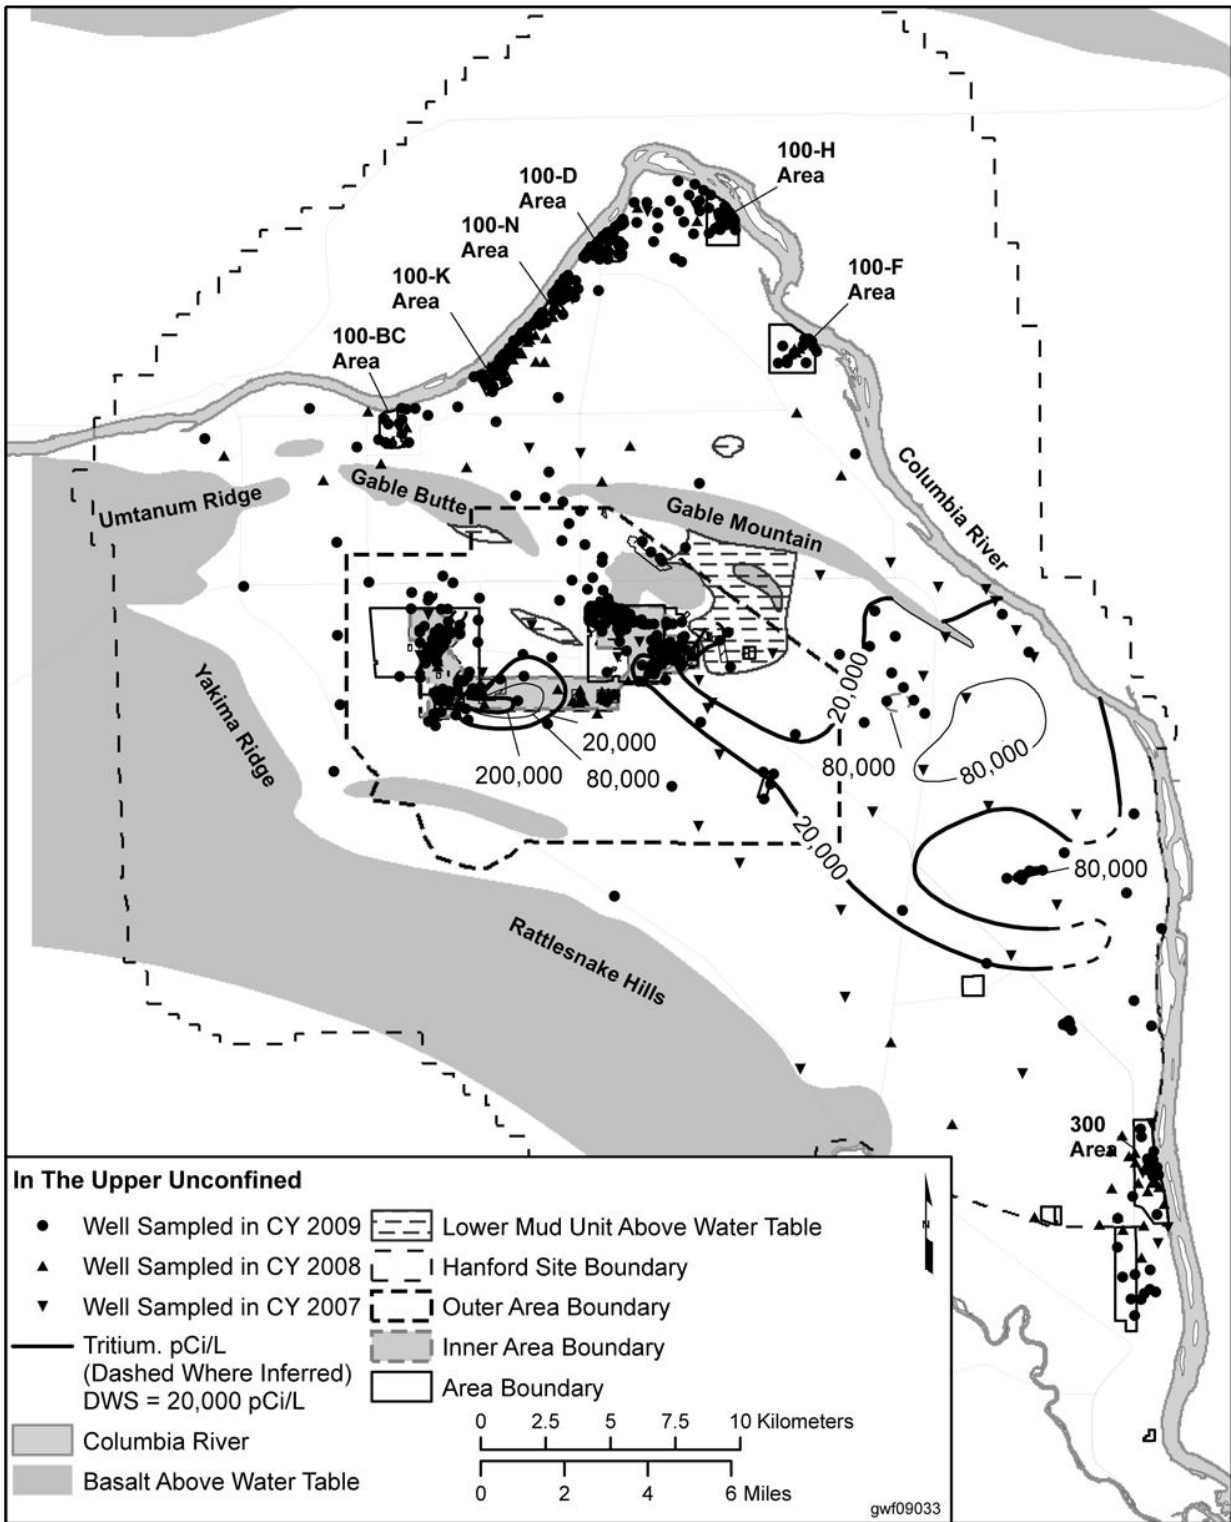 100-H
Area
100-D
Area
100-N
Area
100-K
Area
100-F
Area
100-BC
Area
Columbia River
Umtanum Ridge
Gable Butte
Gable Mountain
Yakima Ridge
20,000
20,000
200,000
80,000
80,000
80,000
20,000
80,000
Rattlesnake Hills
300
Area
In The Upper Unconfined
Well Sampled in CY 2009
Well Sampled in CY 2008
Well Sampled in CY 2007
Tritium. pCi/L
(Dashed Where Inferred)
DWS = 20,000 pCi/L
Columbia River
Basalt Above Water Table
Lower Mud Unit Above Water Table
Hanford Site Boundary
Outer Area Boundary
Inner Area Boundary
Area Boundary
N
0 2.5 5 7.5 10 Kilometers
0 2 4 6 Miles
gwf09033